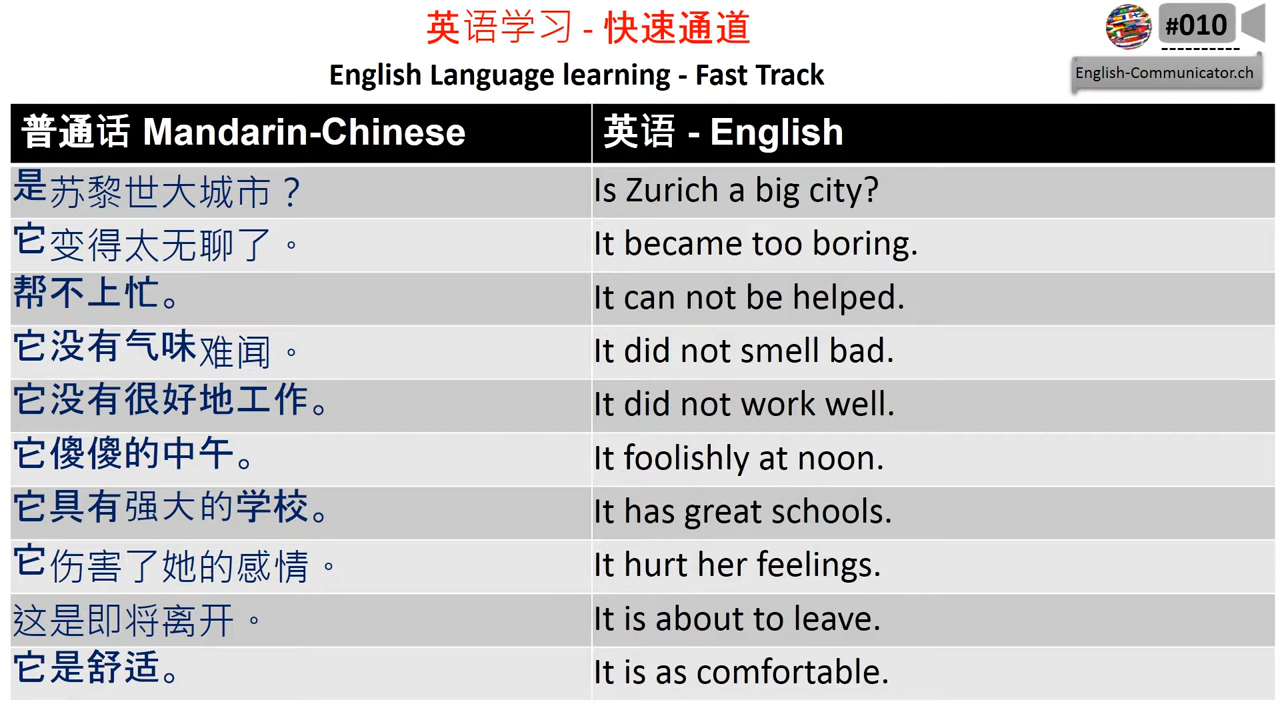 英语学习 - 快速通道
#010
English Language learning - Fast Track
English-Communicator.ch
普通话 Mandarin-Chinese 英语 - English
是苏黎世大城市？ Is Zurich a big city?
它变得太无聊了。 It became too boring.
帮不上忙。 It can not be helped.
它没有气味难闻。 It did not smell bad.
它没有很好地工作。 It did not work well.
它傻傻的中午。 It foolishly at noon.
它具有强大的学校。 It has great schools.
它伤害了她的感情。 It hurt her feelings.
这是即将离开。 It is about to leave.
它是舒适。 It is as comfortable.